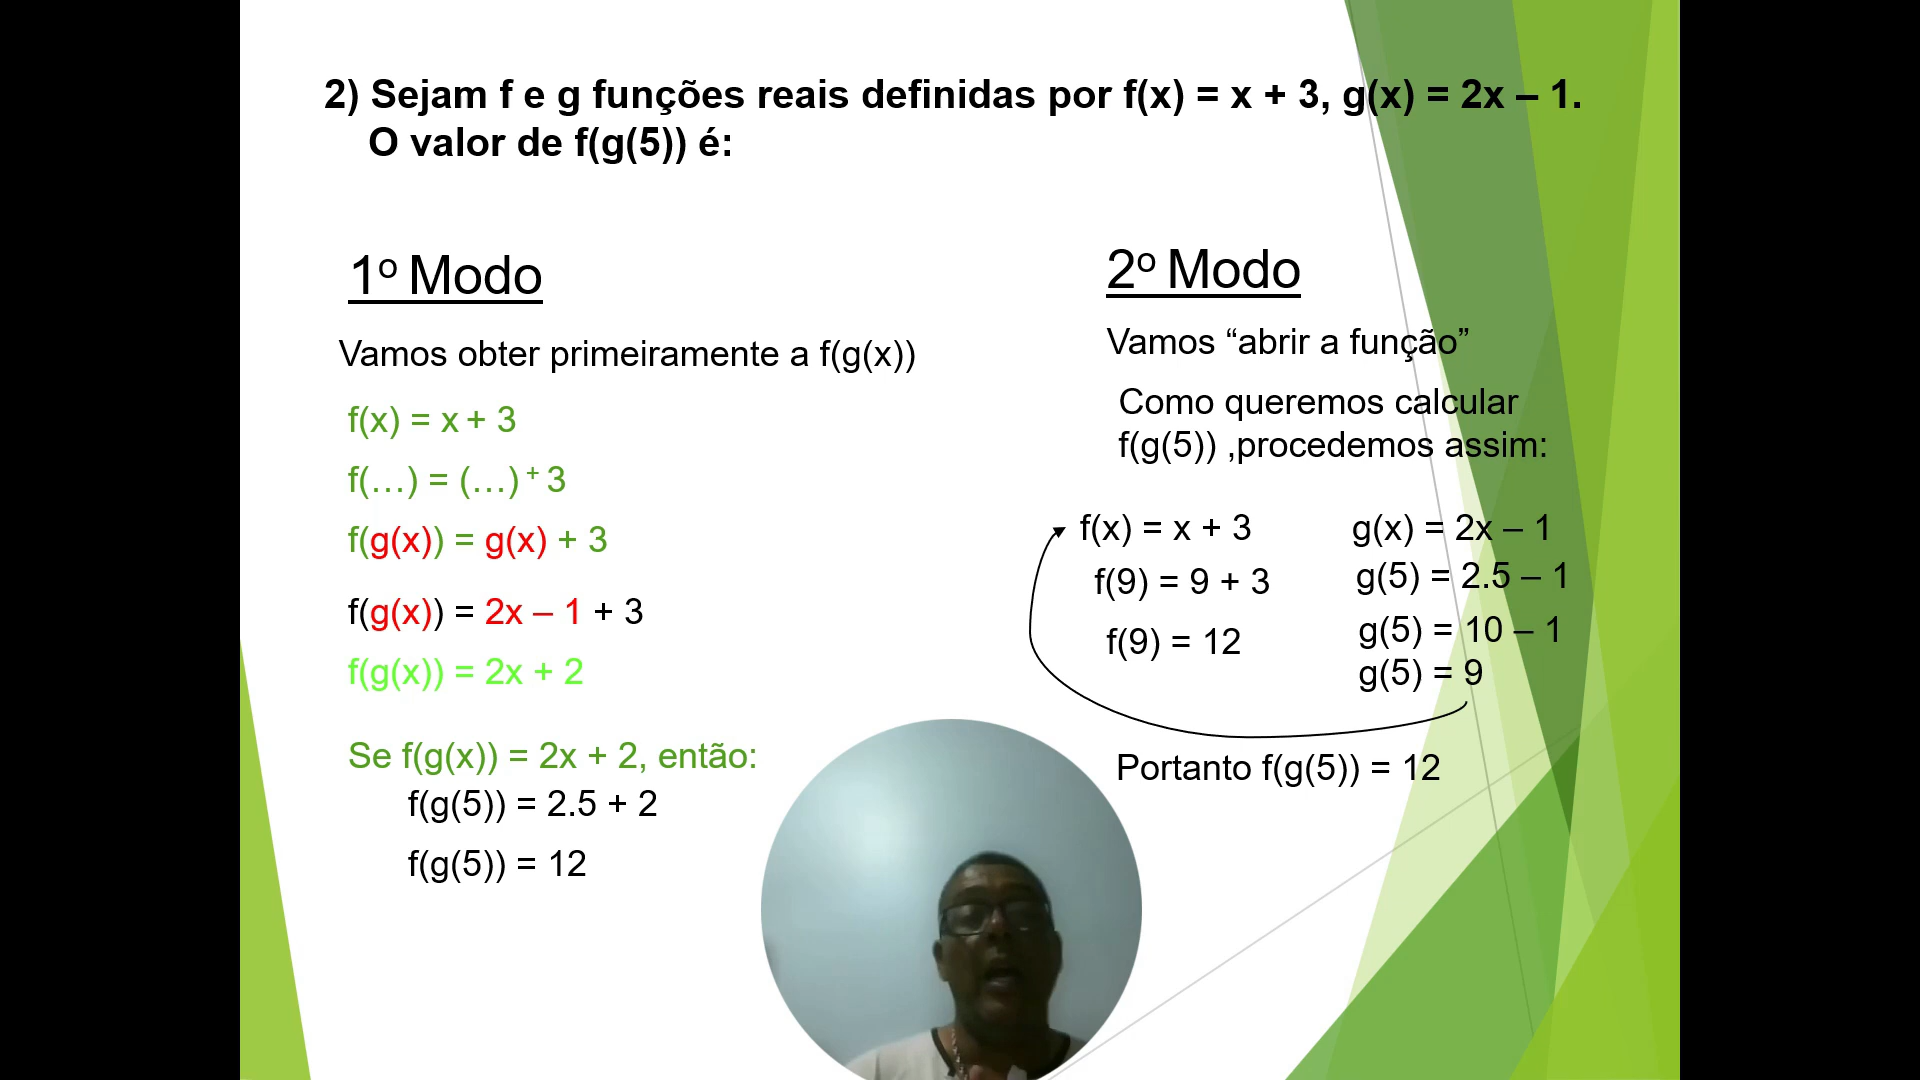 2) Sejam f e g funções reais definidas por f(x) = x + 3, g(x) = 2x – 1.
O valor de f(g(5)) é:
1º Modo
Vamos obter primeiramente a f(g(x))
f(x) = x + 3
f(…) = (…) + 3
f(g(x)) = g(x) + 3
f(g(x)) = 2x – 1 + 3
f(g(x)) = 2x + 2
Se f(g(x)) = 2x + 2, então:
f(g(5)) = 2.5 + 2
f(g(5)) = 12
2º Modo
Vamos “abrir a função”
Como queremos calcular
f(g(5)) ,procedemos assim:
f(x) = x + 3
f(9) = 9 + 3
f(9) = 12
g(x) = 2x – 1
g(5) = 2.5 – 1
g(5) = 10 – 1
g(5) = 9
Portanto f(g(5)) = 12